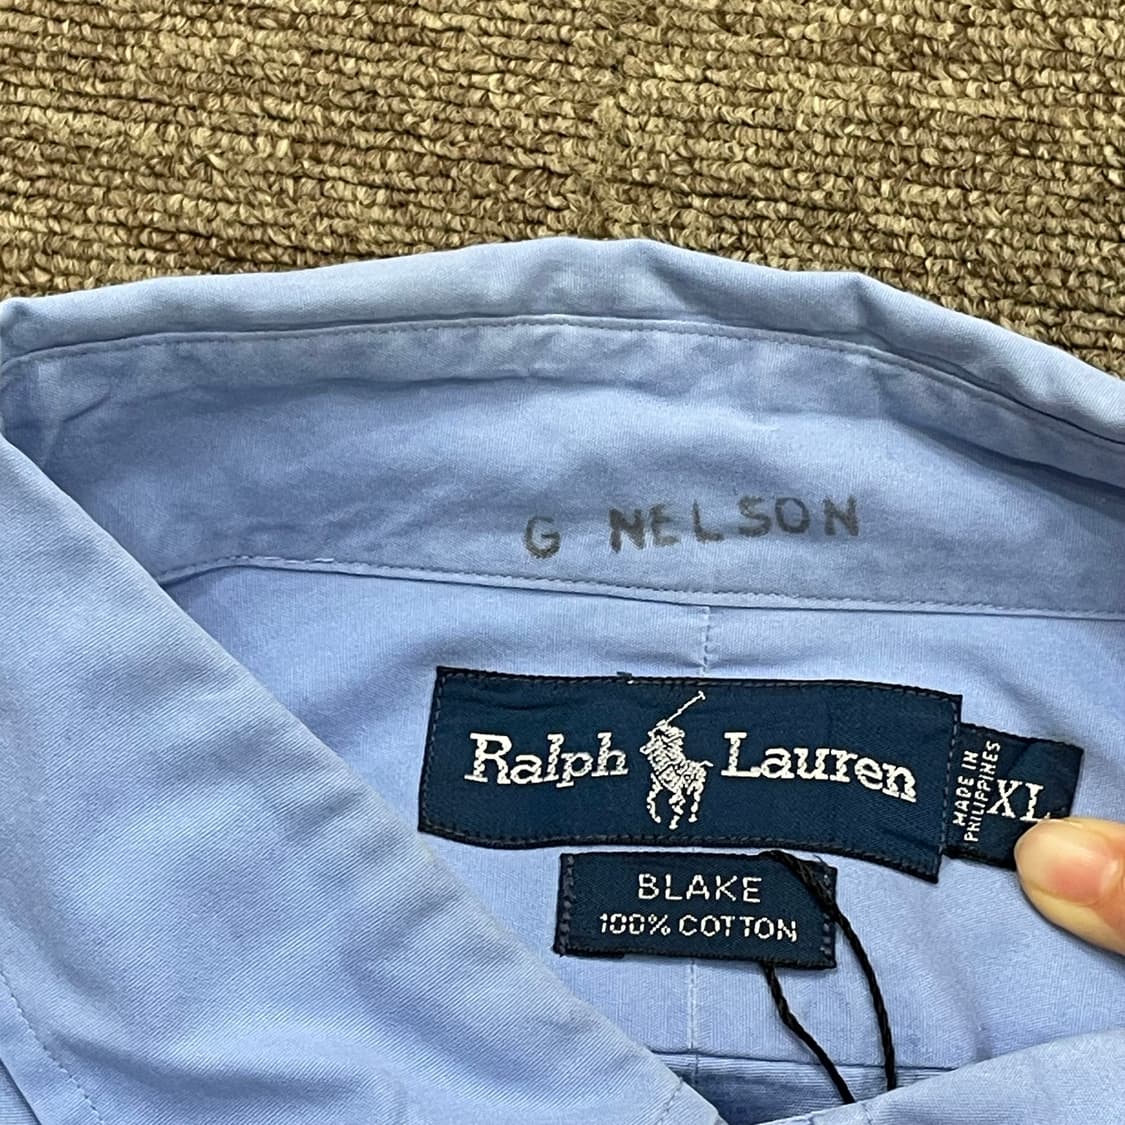 G NELSON
Ralph Lauren
MADE IN
PHILIPPINES
XL
BLAKE
100% COTTON